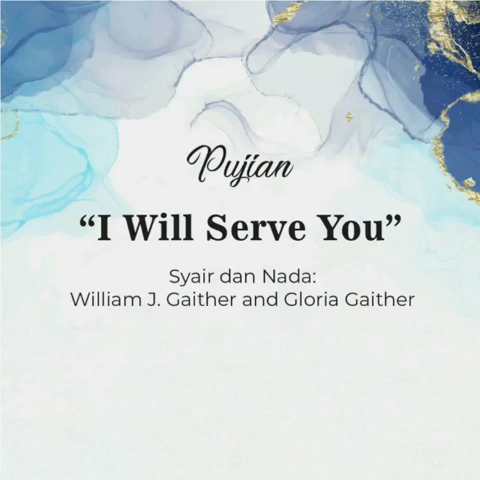 Pujian
“I Will Serve You”
Syair dan Nada:
William J. Gaither and Gloria Gaither